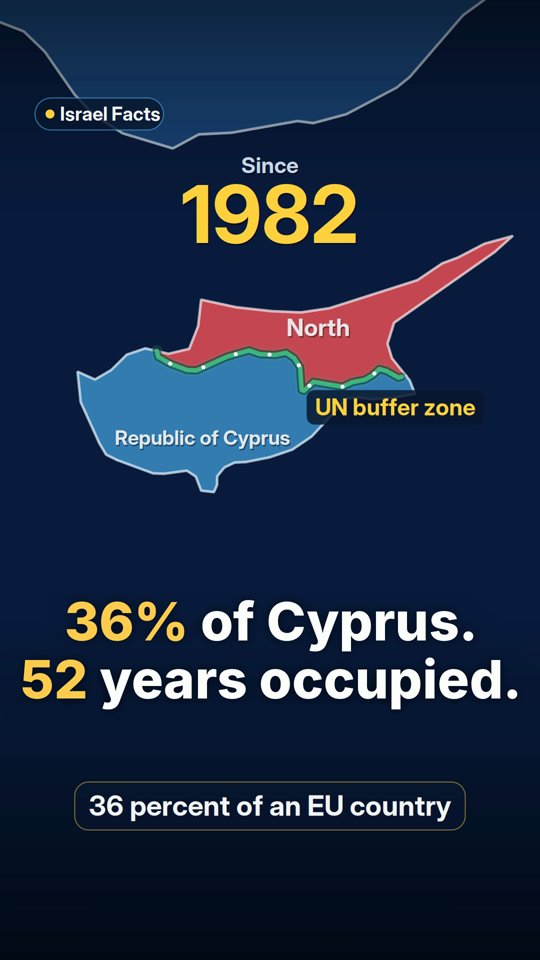 Israel Facts
Since
1982
North
UN buffer zone
Republic of Cyprus
36% of Cyprus.
52 years occupied.
36 percent of an EU country